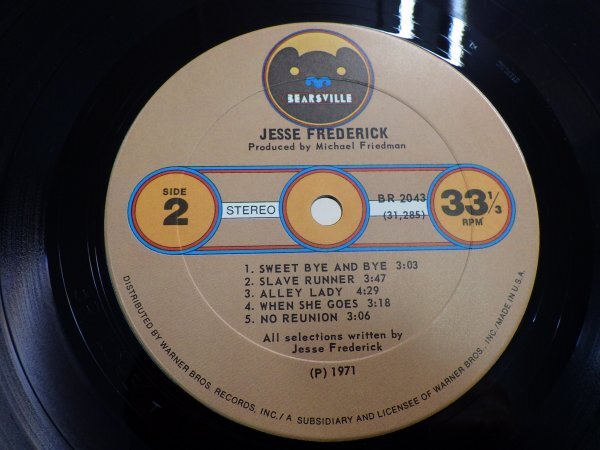 BEARSVILLE
JESSE FREDERICK
Produced by Michael Friedman
SIDE
2
STEREO
BR 2043
(31,285)
33 1/3
RPM
1. SWEET BYE AND BYE 3:03
2. SLAVE RUNNER 3:47
3. ALLEY LADY 4:29
4. WHEN SHE GOES 3:18
5. NO REUNION 3:06
All selections written by
Jesse Frederick
(P) 1971
DISTRIBUTED BY WARNER BROS. RECORDS, INC./A SUBSIDIARY AND LICENSEE OF WARNER BROS., INC./MADE IN U.S.A.